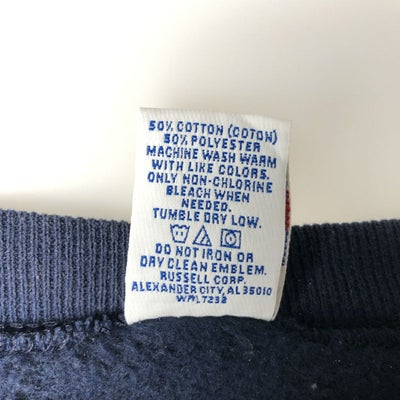 50% COTTON (COTON)
50% POLYESTER
MACHINE WASH WARM
WITH LIKE COLORS.
ONLY NON-CHLORINE
BLEACH WHEN
NEEDED.
TUMBLE DRY LOW.
DO NOT IRON OR
DRY CLEAN EMBLEM.
RUSSELL CORP.
ALEXANDER CITY, AL 35010
WPLT232